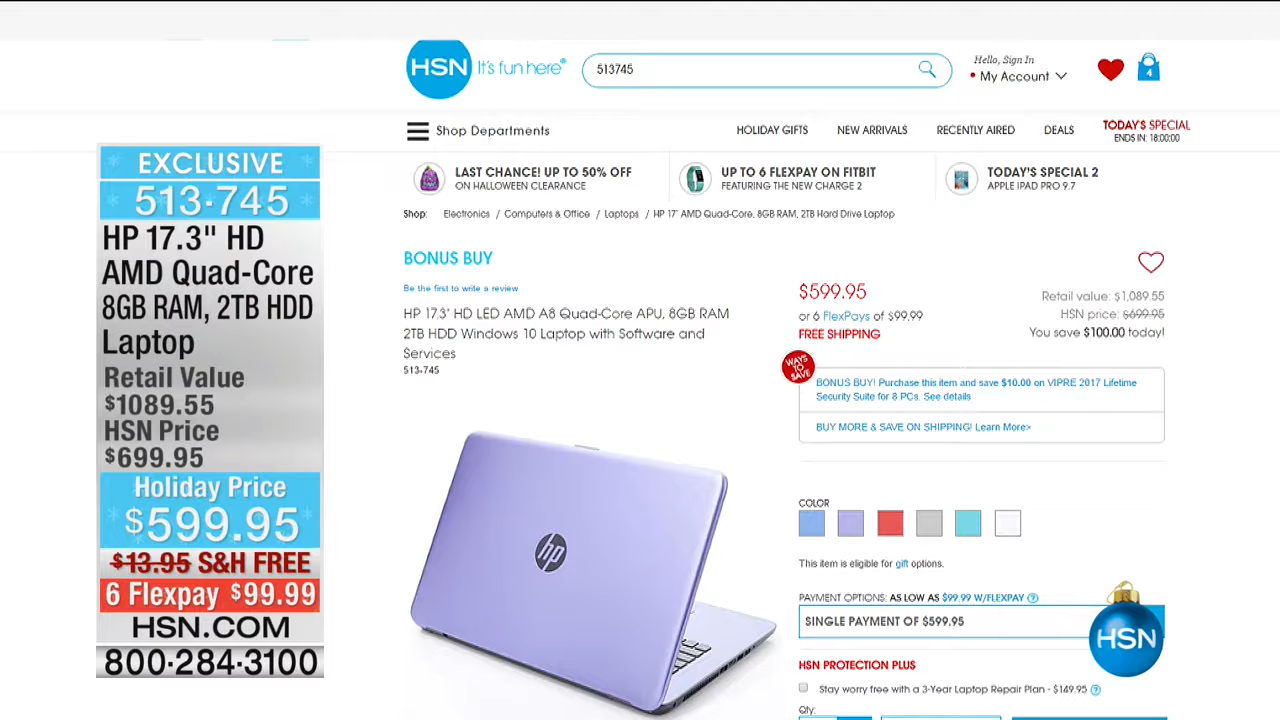 HSN It's fun here®
513745
Hello, Sign In
My Account
4
Shop Departments
HOLIDAY GIFTS
NEW ARRIVALS
RECENTLY AIRED
DEALS
TODAY'S SPECIAL
ENDS IN: 18:00:00
LAST CHANCE! UP TO 50% OFF
ON HALLOWEEN CLEARANCE
UP TO 6 FLEXPAY ON FITBIT
FEATURING THE NEW CHARGE 2
TODAY'S SPECIAL 2
APPLE IPAD PRO 9.7
Shop: Electronics / Computers & Office / Laptops / HP 17" AMD Quad-Core, 8GB RAM, 2TB Hard Drive Laptop
EXCLUSIVE
513-745
HP 17.3" HD
AMD Quad-Core
8GB RAM, 2TB HDD
Laptop
Retail Value
$1089.55
HSN Price
$699.95
Holiday Price
$599.95
$13.95 S&H FREE
6 Flexpay $99.99
HSN.COM
800-284-3100
BONUS BUY
Be the first to write a review
HP 17.3" HD LED AMD A8 Quad-Core APU, 8GB RAM
2TB HDD Windows 10 Laptop with Software and
Services
513-745
hp
$599.95
or 6 FlexPays of $99.99
FREE SHIPPING
Retail value: $1,089.55
HSN price: $699.95
You save $100.00 today!
WAYS
TO
SAVE
BONUS BUY! Purchase this item and save $10.00 on VIPRE 2017 Lifetime
Security Suite for 8 PCs. See details
BUY MORE & SAVE ON SHIPPING! Learn More>
COLOR
This item is eligible for gift options.
PAYMENT OPTIONS: AS LOW AS $99.99 W/FLEXPAY ?
SINGLE PAYMENT OF $599.95
HSN
HSN PROTECTION PLUS
Stay worry free with a 3-Year Laptop Repair Plan - $149.95 ?
Qty: